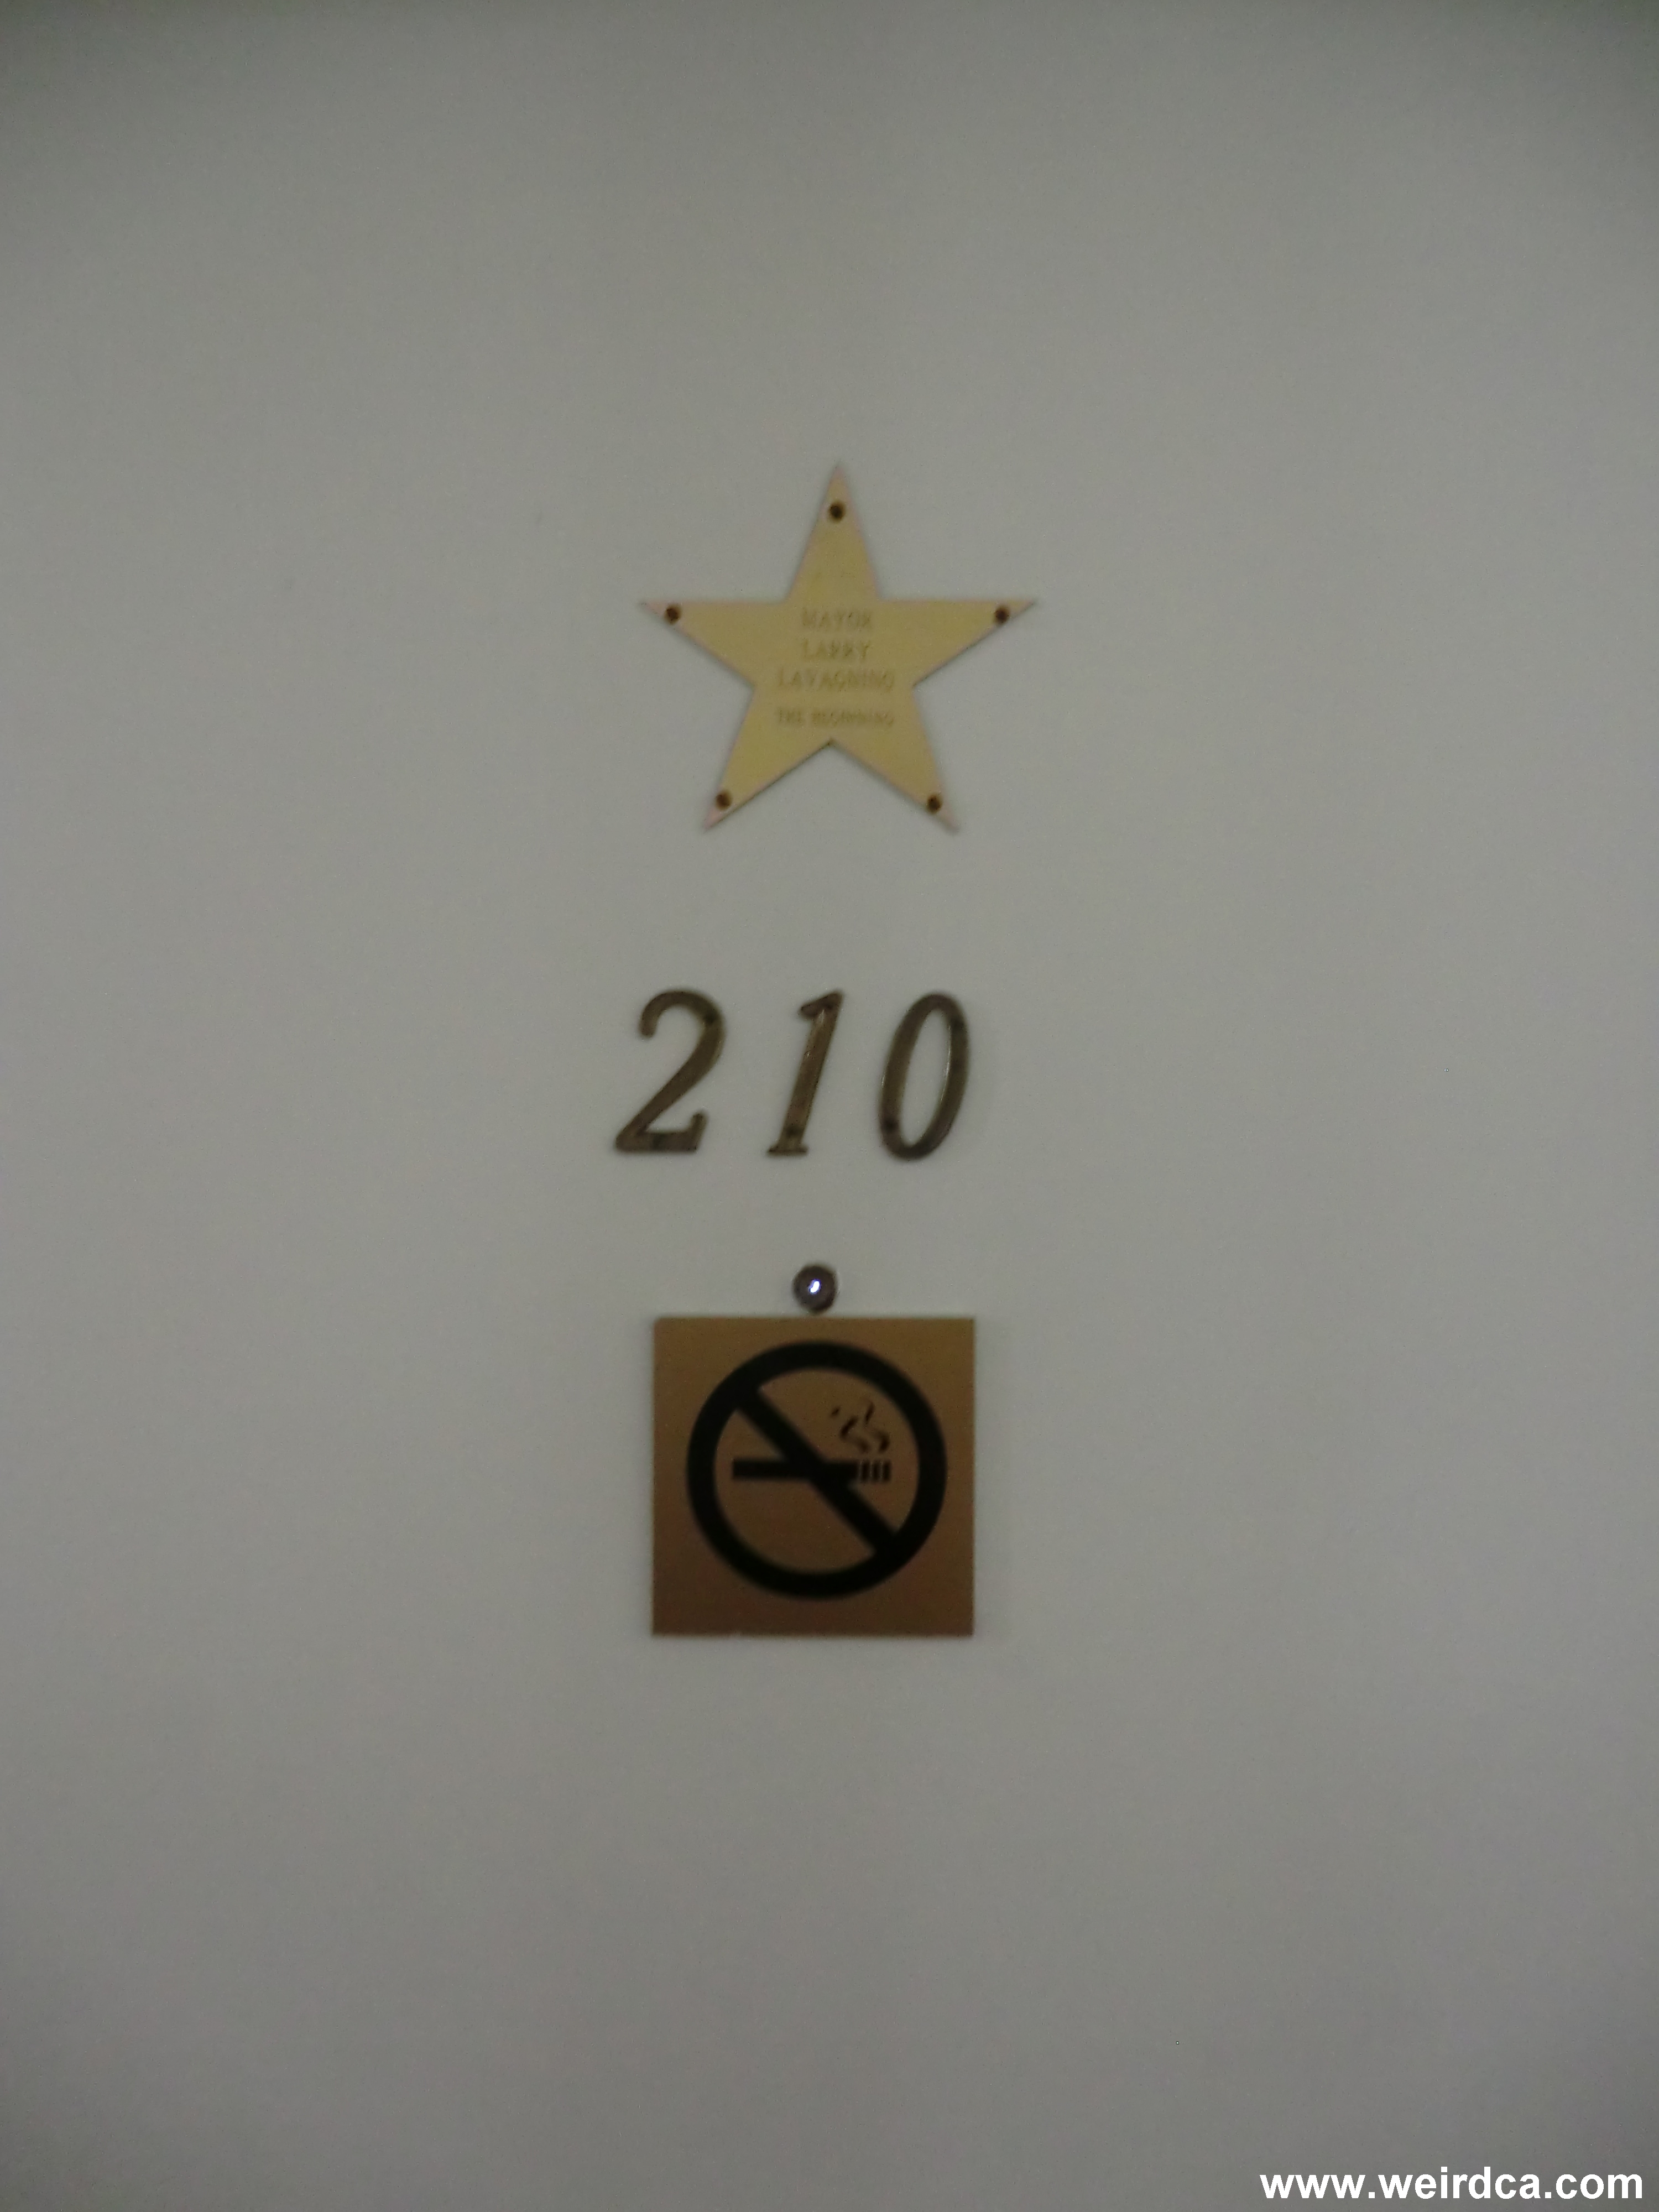 MAYOR
LARRY
LAVAGNINO
THE BEGINNING
210
www.weirdca.com